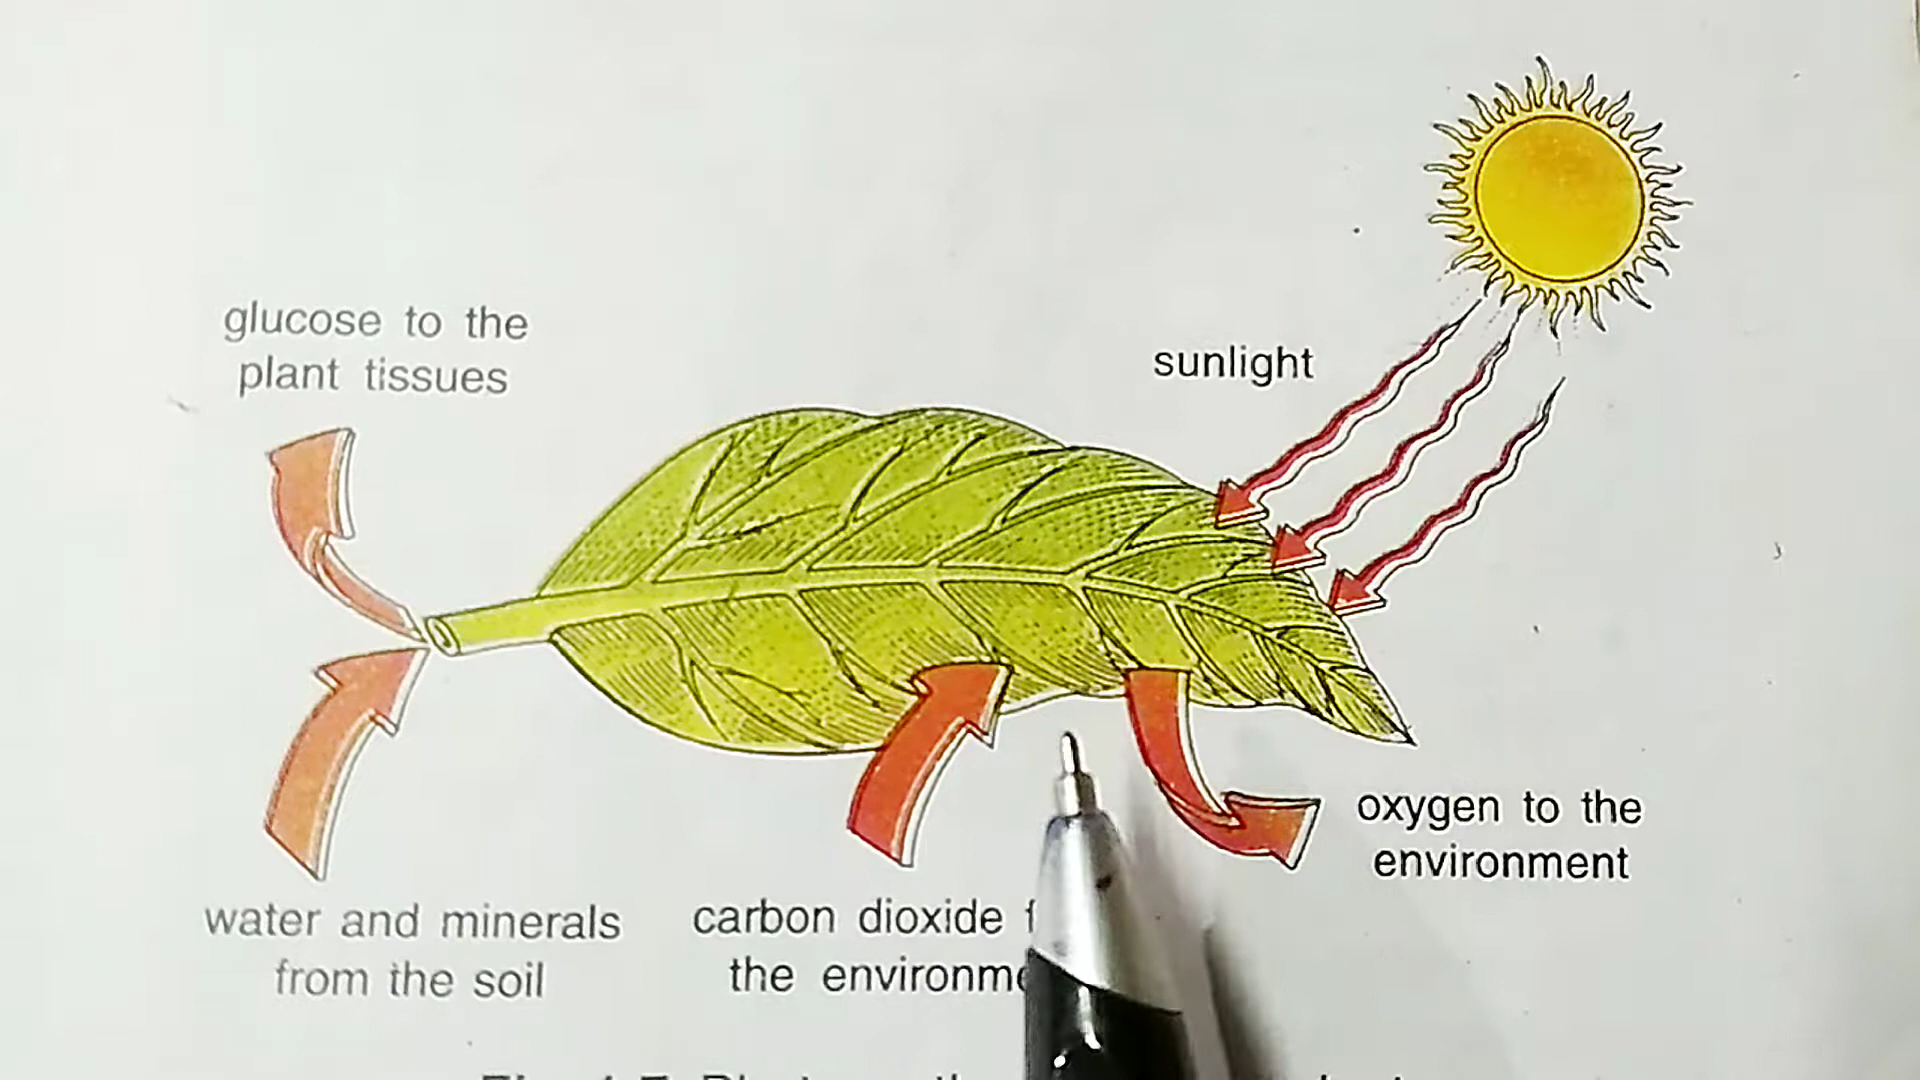 glucose to the
plant tissues
sunlight
oxygen to the
environment
water and minerals
from the soil
carbon dioxide
the